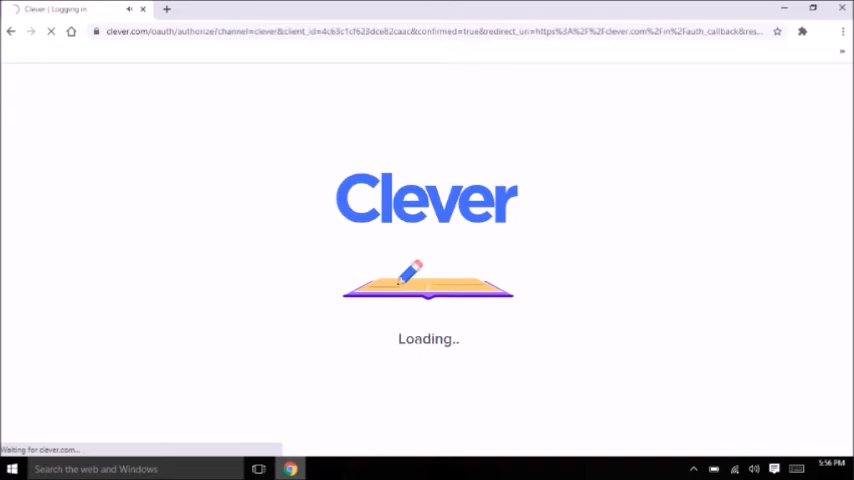 Clever | Logging in
clever.com/oauth/authorize?channel=clever&client_id=4c63c1cf623dce82caac&confirmed=true&redirect_uri=https%3A%2F%2Fclever.com%2Fin%2Fauth_callback&res...
Clever
Loading..
Waiting for clever.com...
Search the web and Windows
5:56 PM